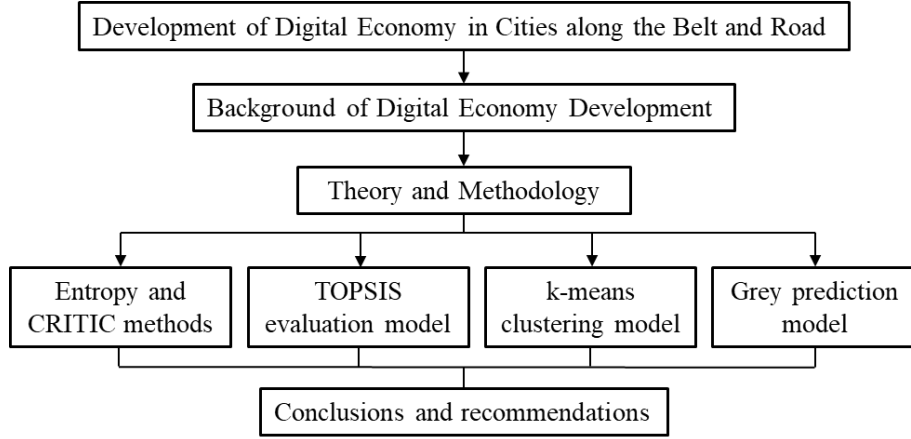 Development of Digital Economy in Cities along the Belt and Road
Background of Digital Economy Development
Theory and Methodology
Entropy and
CRITIC methods
TOPSIS
evaluation model
k-means
clustering model
Grey prediction
model
Conclusions and recommendations